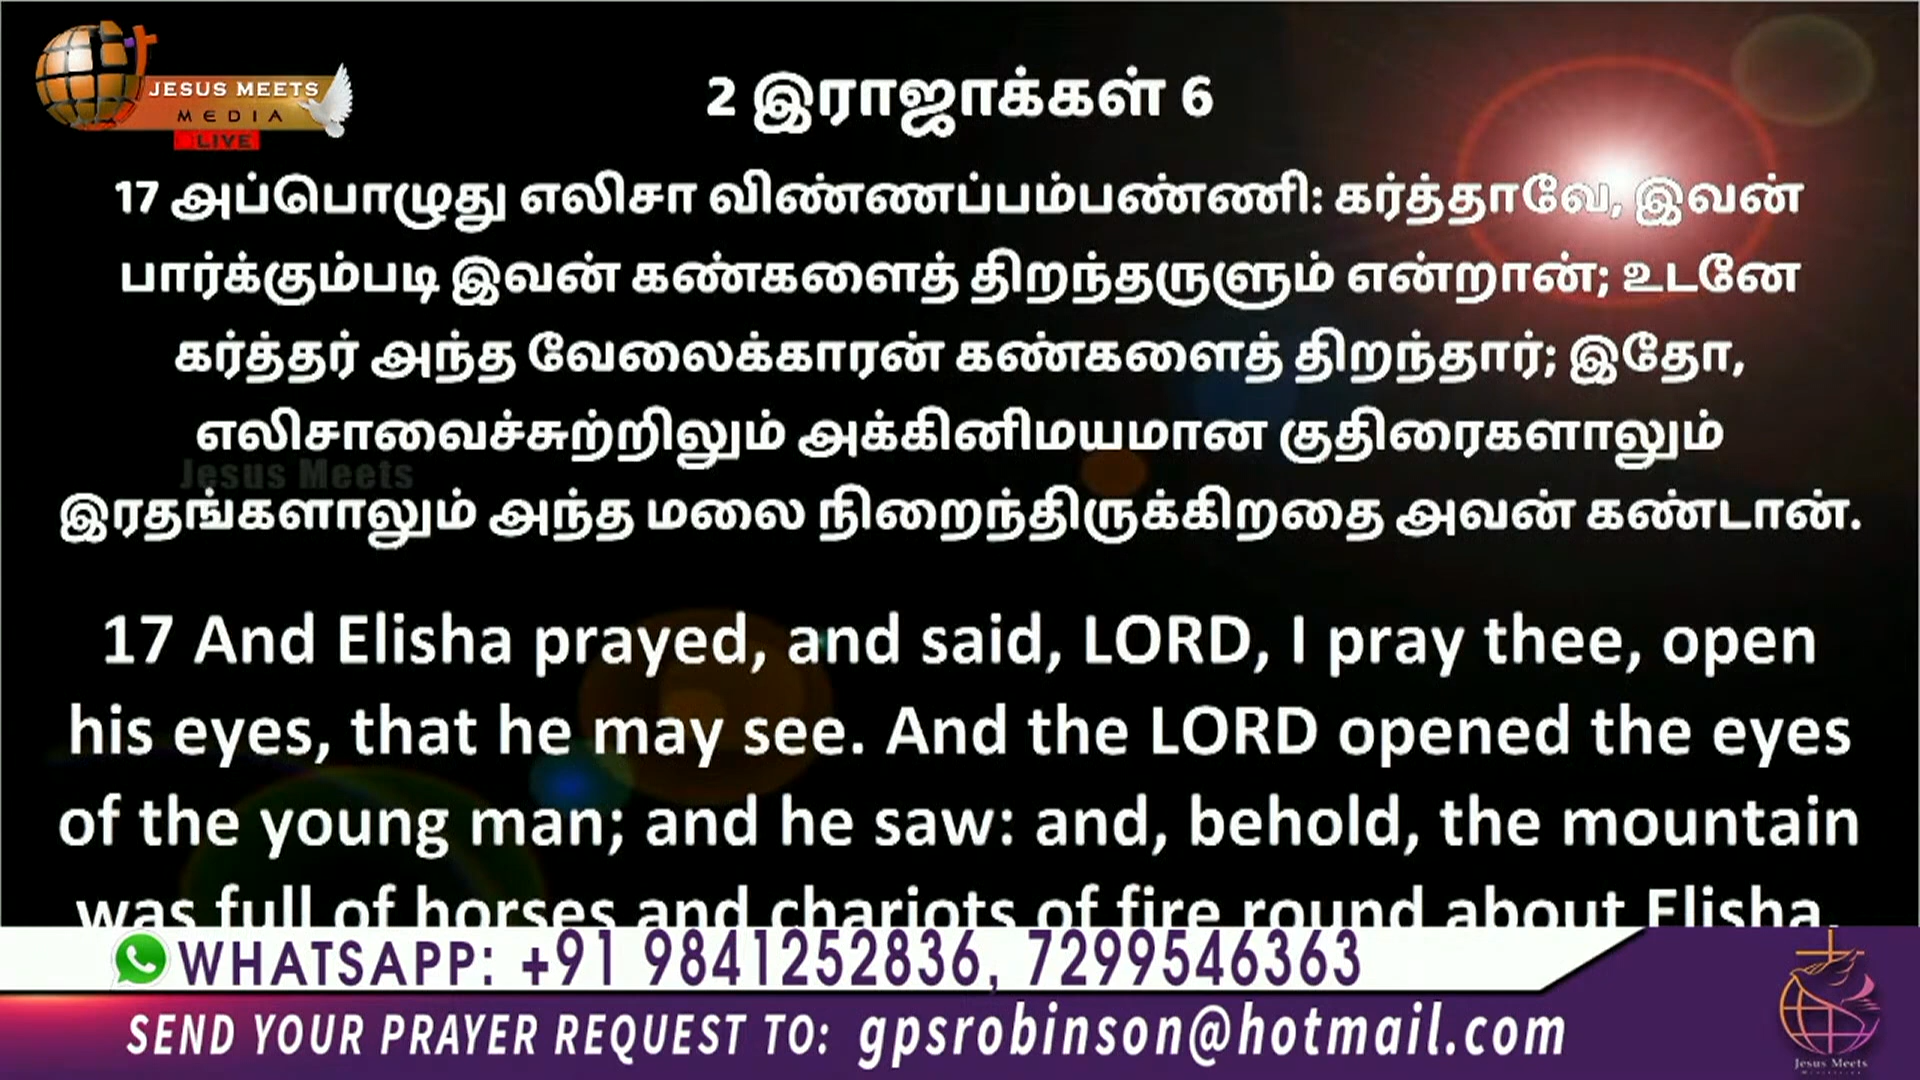 JESUS MEETS
MEDIA
LIVE
2 இராஜாக்கள் 6
17 அப்பொழுது எலிசா விண்ணப்பம்பண்ணி: கர்த்தாவே, இவன்
பார்க்கும்படி இவன் கண்களைத் திறந்தருளும் என்றான்; உடனே
கர்த்தர் அந்த வேலைக்காரன் கண்களைத் திறந்தார்; இதோ,
எலிசாவைச்சுற்றிலும் அக்கினிமயமான குதிரைகளாலும்
Jesus Meets
இரதங்களாலும் அந்த மலை நிறைந்திருக்கிறதை அவன் கண்டான்.
17 And Elisha prayed, and said, LORD, I pray thee, open
his eyes, that he may see. And the LORD opened the eyes
of the young man; and he saw: and, behold, the mountain
was full of horses and chariots of fire round about Elisha.
WHATSAPP: +91 9841252836, 7299546363
SEND YOUR PRAYER REQUEST TO: gpsrobinson@hotmail.com
Jesus Meets